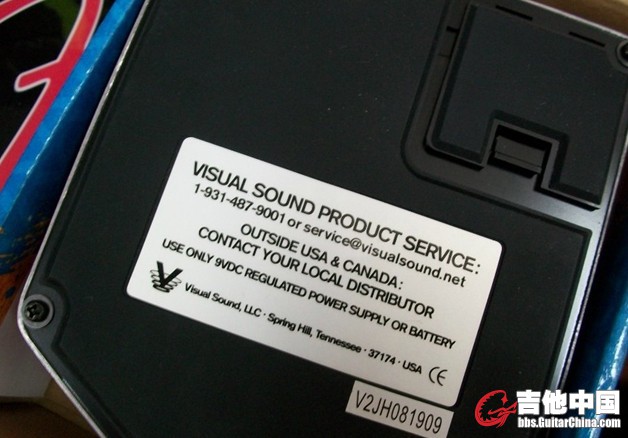 VISUAL SOUND PRODUCT SERVICE:
1-931-487-9001 or service@visualsound.net
OUTSIDE USA & CANADA:
CONTACT YOUR LOCAL DISTRIBUTOR
USE ONLY 9VDC REGULATED POWER SUPPLY OR BATTERY
Visual Sound, LLC · Spring Hill, Tennessee · 37174 · USA CE
V2JH081909
吉他中国
bbs.GuitarChina.com